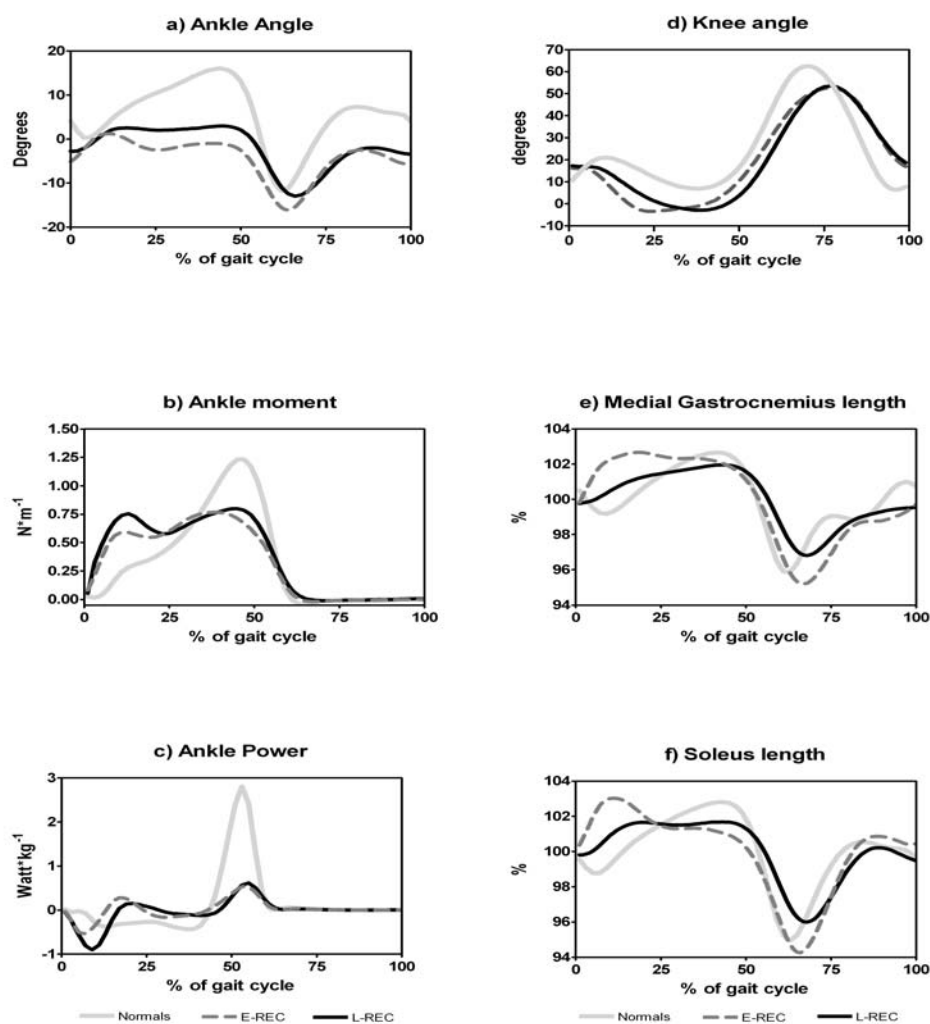 a) Ankle Angle
Degrees
20
10
0
-10
-20
0 25 50 75 100
% of gait cycle
d) Knee angle
degrees
70
60
50
40
30
20
10
0
-10
0 25 50 75 100
% of gait cycle
b) Ankle moment
N*m-1
1.50
1.25
1.00
0.75
0.50
0.25
0.00
0 25 50 75 100
% of gait cycle
e) Medial Gastrocnemius length
%
104
102
100
98
96
94
0 25 50 75 100
% of gait cycle
c) Ankle Power
Watt*kg-1
3
2
1
0
-1
0 25 50 75 100
% of gait cycle
f) Soleus length
%
104
102
100
98
96
94
0 25 50 75 100
% of gait cycle
Normals E-REC L-REC
Normals E-REC L-REC